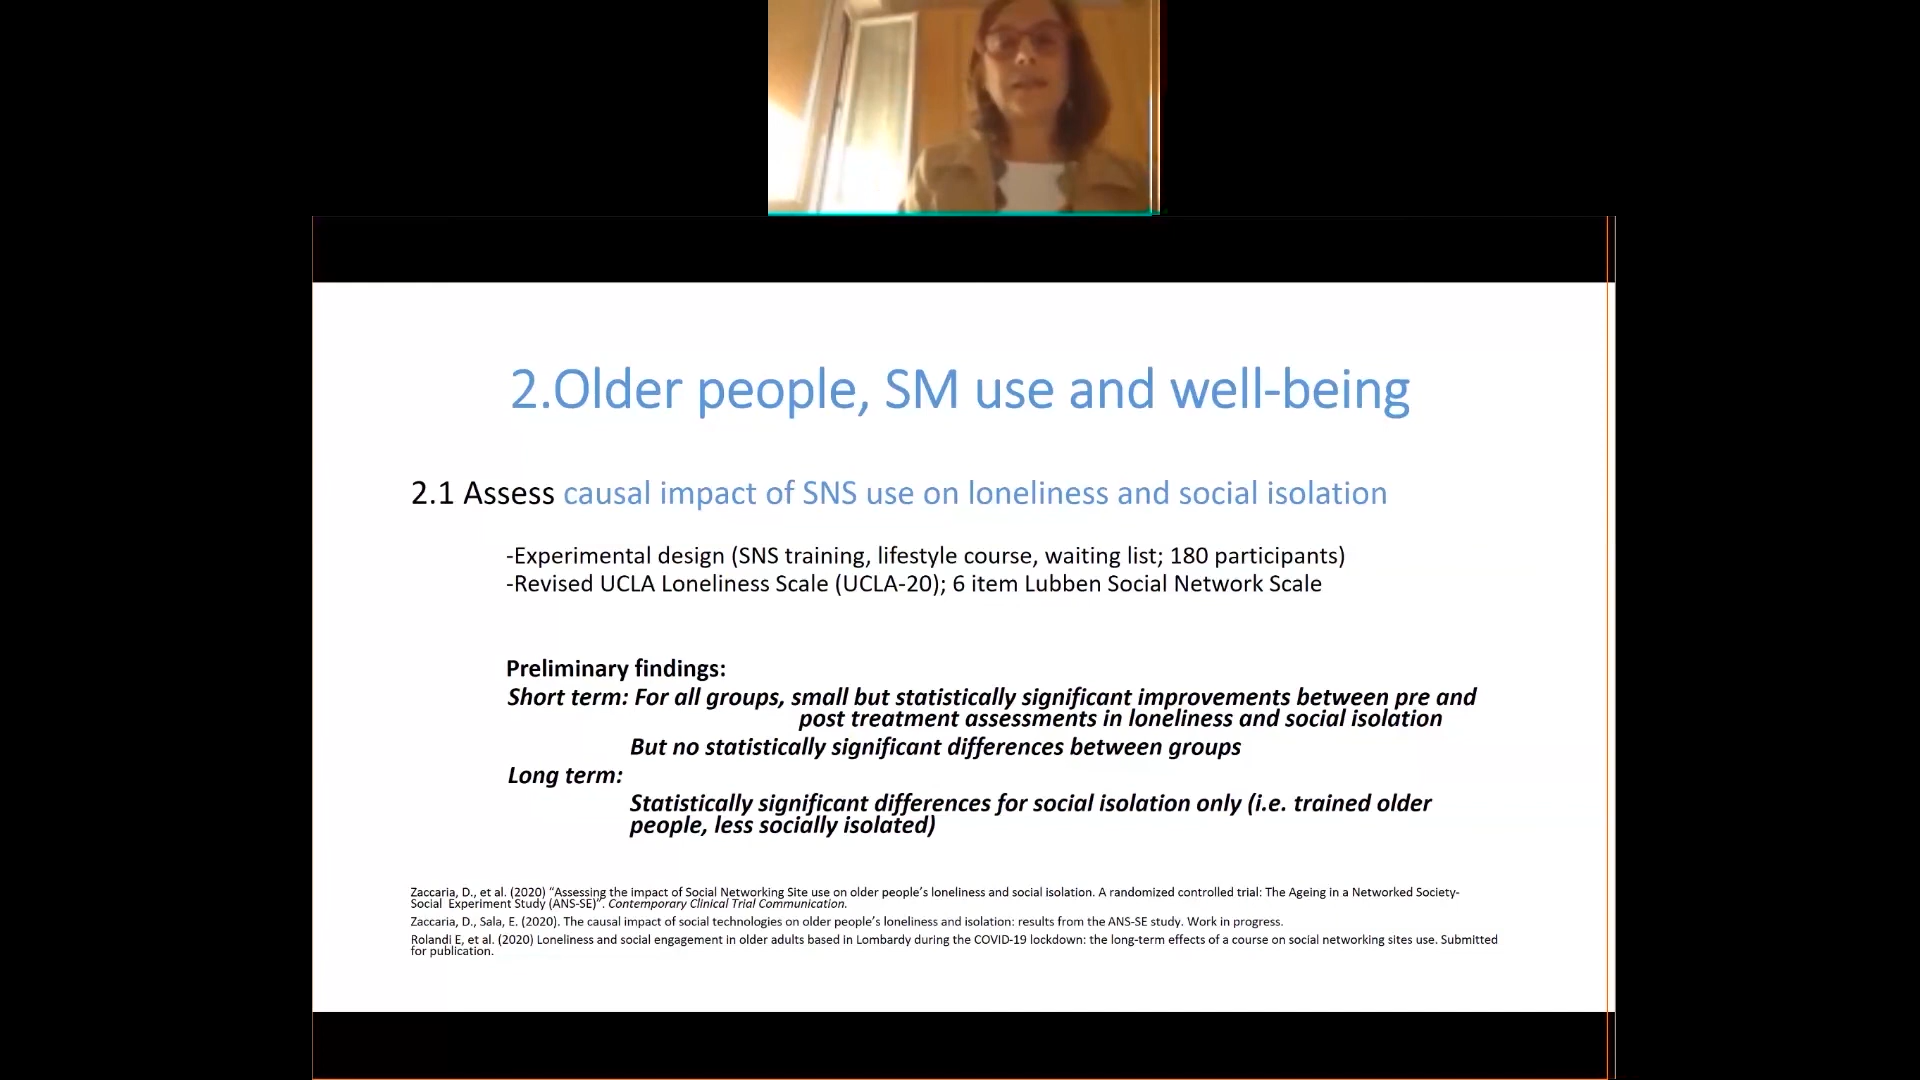 2.Older people, SM use and well-being
2.1 Assess causal impact of SNS use on loneliness and social isolation
-Experimental design (SNS training, lifestyle course, waiting list; 180 participants)
-Revised UCLA Loneliness Scale (UCLA-20); 6 item Lubben Social Network Scale
Preliminary findings:
Short term: For all groups, small but statistically significant improvements between pre and
post treatment assessments in loneliness and social isolation
But no statistically significant differences between groups
Long term:
Statistically significant differences for social isolation only (i.e. trained older
people, less socially isolated)
Zaccaria, D., et al. (2020) “Assessing the impact of Social Networking Site use on older people’s loneliness and social isolation. A randomized controlled trial: The Ageing in a Networked Society-
Social Experiment Study (ANS-SE)”. Contemporary Clinical Trial Communication.
Zaccaria, D., Sala, E. (2020). The causal impact of social technologies on older people’s loneliness and isolation: results from the ANS-SE study. Work in progress.
Rolandi E, et al. (2020) Loneliness and social engagement in older adults based in Lombardy during the COVID-19 lockdown: the long-term effects of a course on social networking sites use. Submitted
for publication.